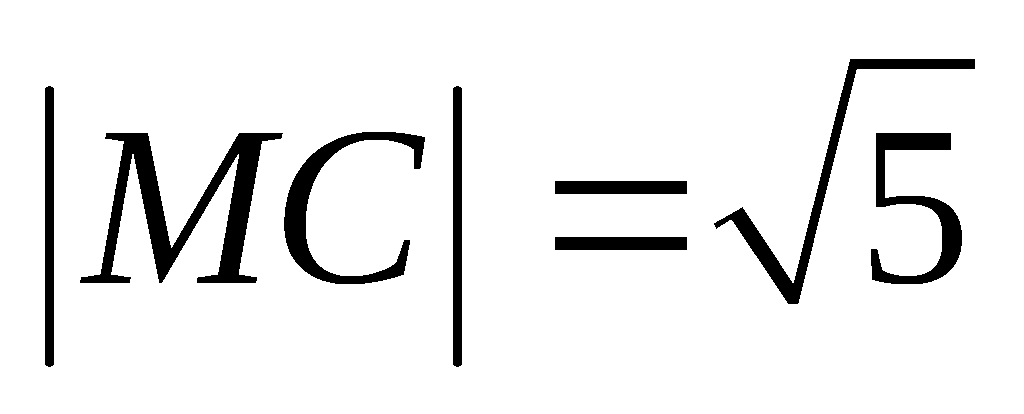 |MC| = √5